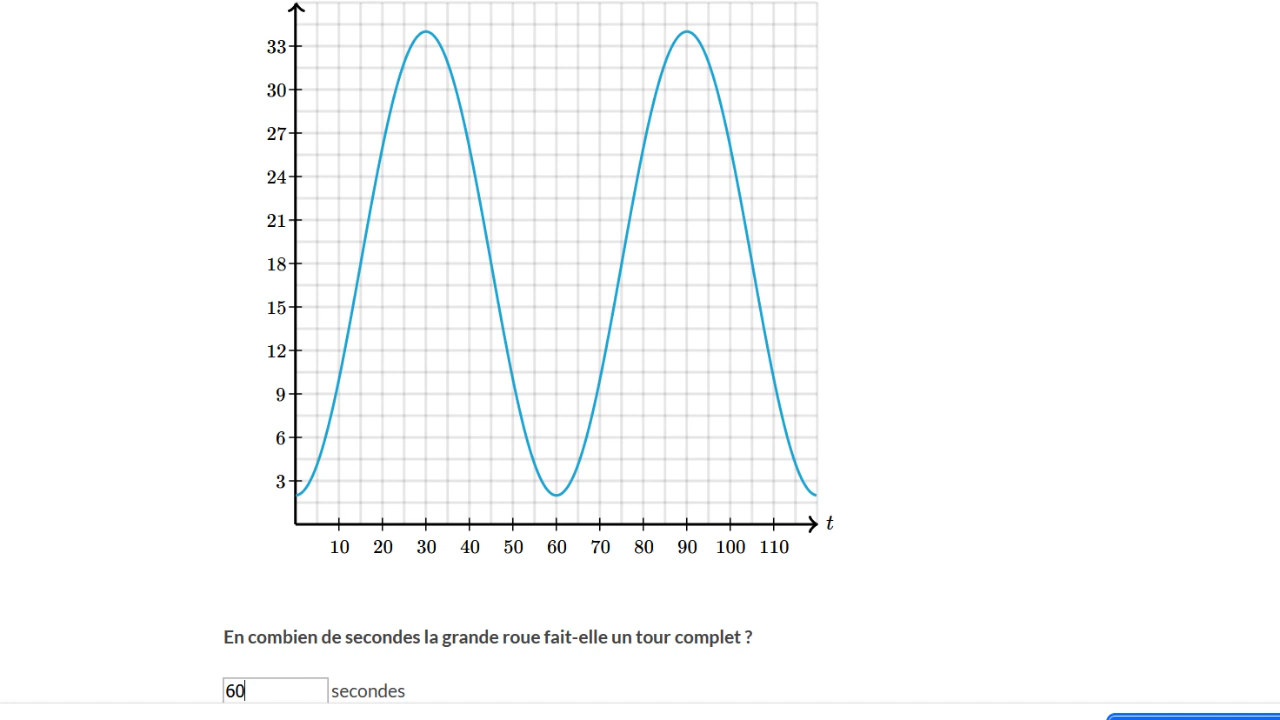 33
30
27
24
21
18
15
12
9
6
3
t
10 20 30 40 50 60 70 80 90 100 110
En combien de secondes la grande roue fait-elle un tour complet ?
60 secondes